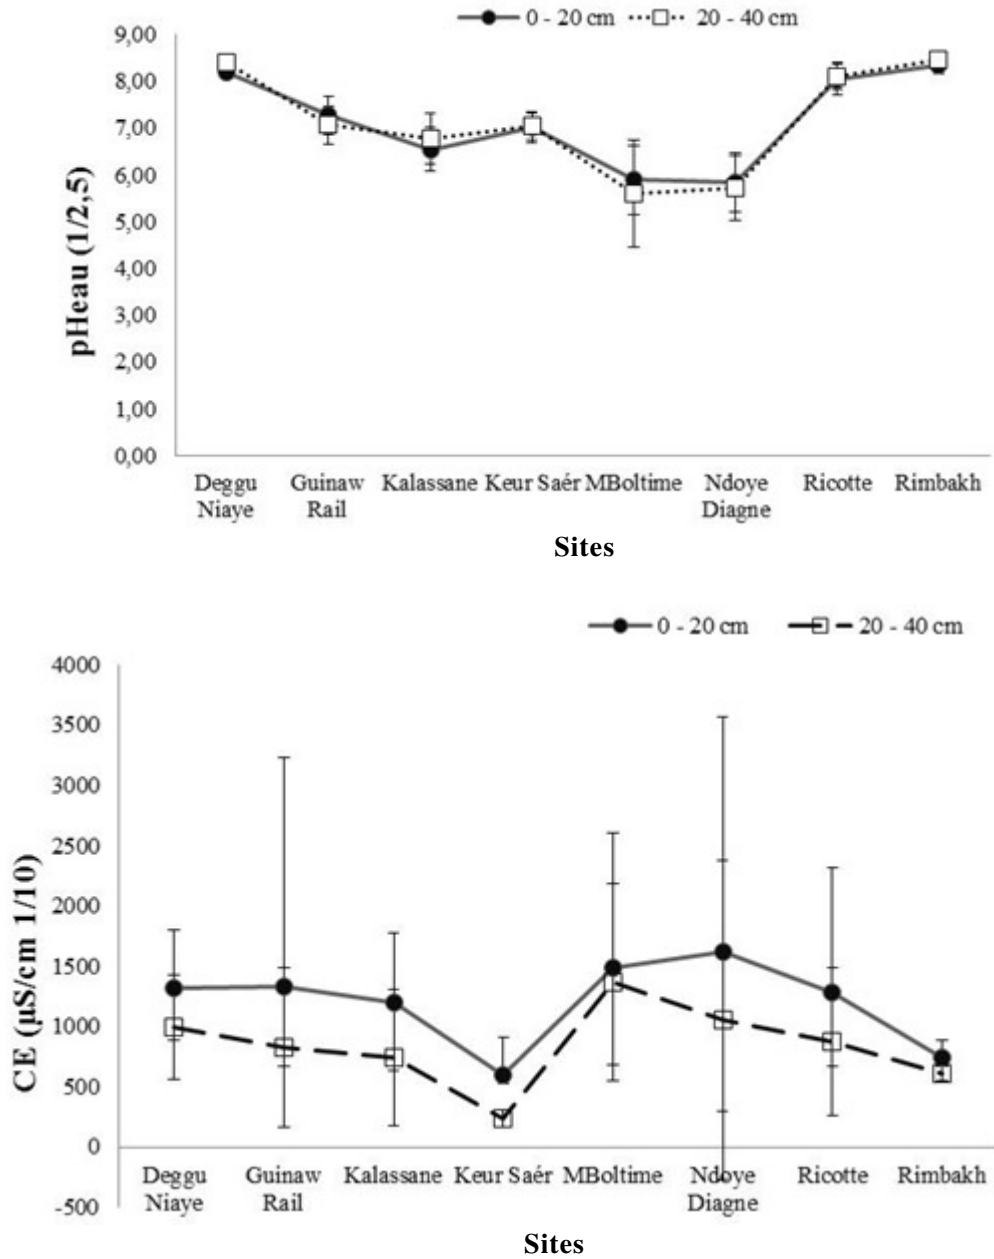 0 - 20 cm 20 - 40 cm
9,00
8,00
7,00
6,00
5,00
4,00
3,00
2,00
1,00
0,00
pHeau (1/2,5)
Deggu Niaye Guinaw Rail Kalassane Keur Saér MBoltime Ndoye Diagne Ricotte Rimbakh
Sites
0 - 20 cm 20 - 40 cm
4000
3500
3000
2500
2000
1500
1000
500
0
-500
CE (µS/cm 1/10)
Deggu Niaye Guinaw Rail Kalassane Keur Saér MBoltime Ndoye Diagne Ricotte Rimbakh
Sites